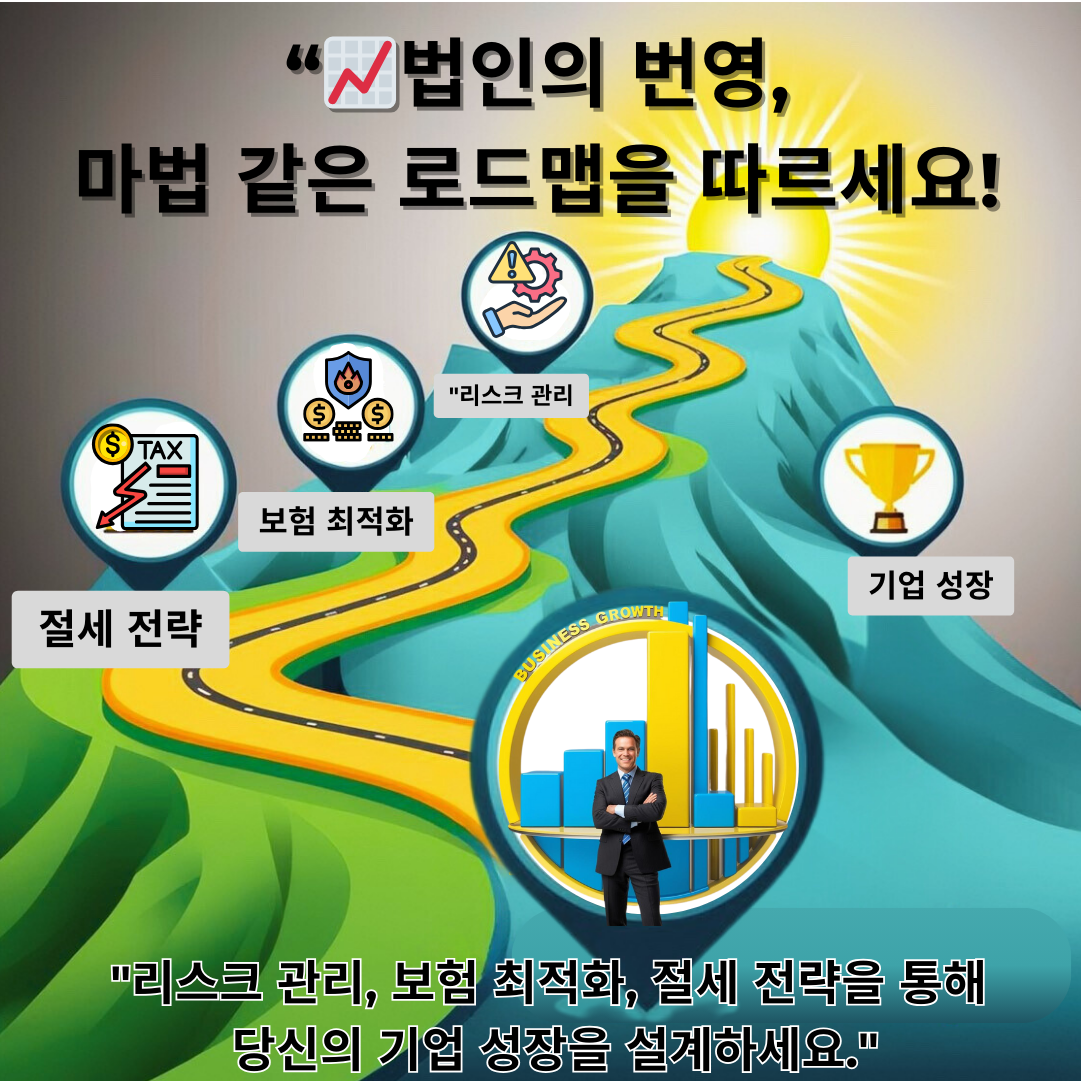 “📈법인의 번영,
마법 같은 로드맵을 따르세요!
"리스크 관리
TAX
보험 최적화
기업 성장
절세 전략
BUSINESS GROWTH
"리스크 관리, 보험 최적화, 절세 전략을 통해
당신의 기업 성장을 설계하세요."